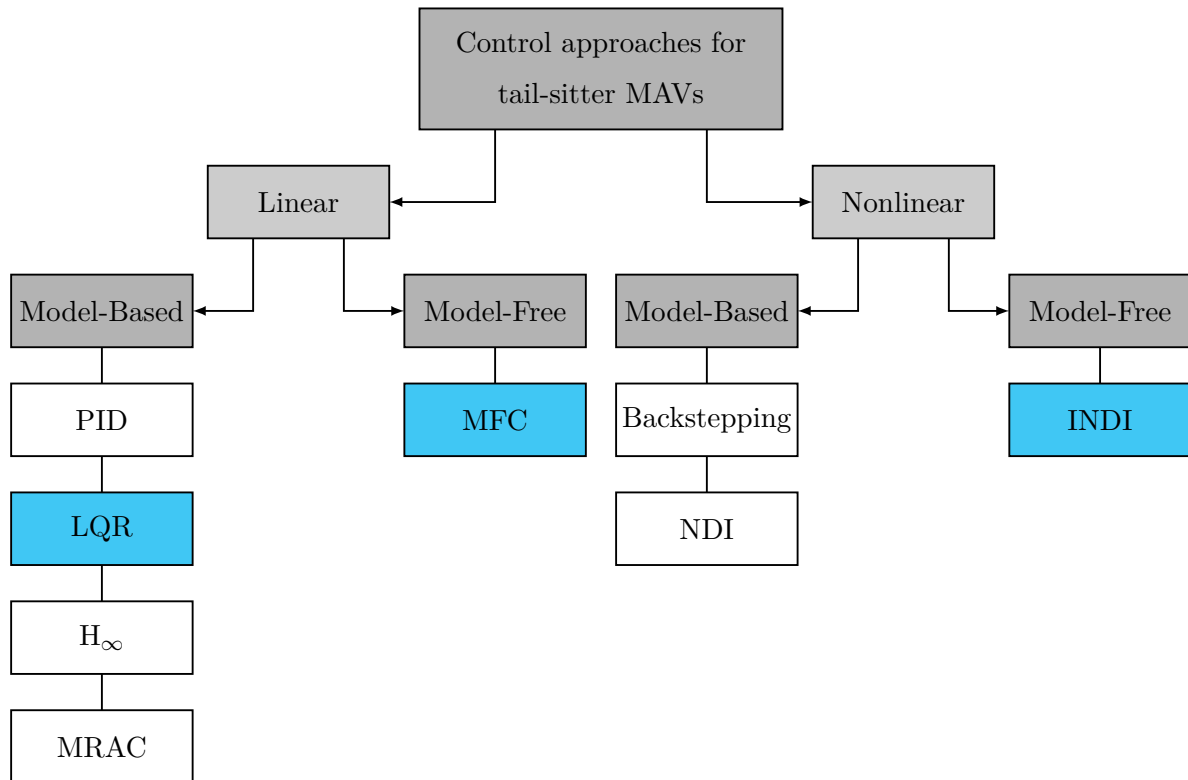 Control approaches for
tail-sitter MAVs
Linear
Nonlinear
Model-Based
Model-Free
Model-Based
Model-Free
PID
MFC
Backstepping
INDI
LQR
NDI
H∞
MRAC